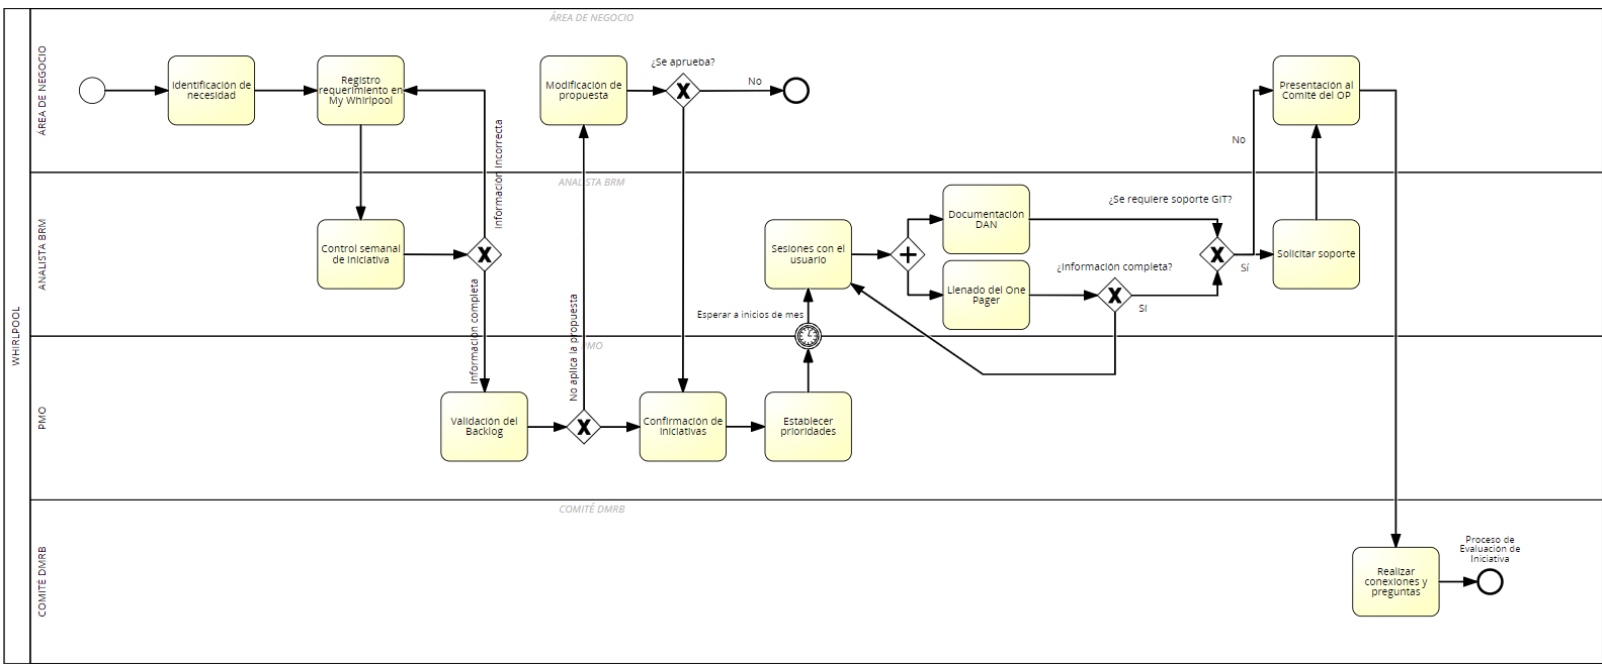 ÁREA DE NEGOCIO
WHIRLPOOL
ÁREA DE NEGOCIO
Identificación de
necesidad
Registro
requerimiento en
My Whirlpool
Información incorrecta
Modificación de
propuesta
¿Se aprueba?
No
Presentación al
Comité del OP
No
ANALISTA BRM
ANALISTA BRM
Control semanal
de iniciativa
Información completa
No aplica la propuesta
Sesiones con el
usuario
Esperar a inicios de mes
Documentación
DAN
Llenado del One
Pager
¿Información completa?
Sí
¿Se requiere soporte GIT?
Sí
Solicitar soporte
PMO
PMO
Validación del
Backlog
Confirmación de
Iniciativas
Establecer
prioridades
COMITÉ DMRB
COMITÉ DMRB
Realizar
conexiones y
preguntas
Proceso de
Evaluación de
Iniciativa